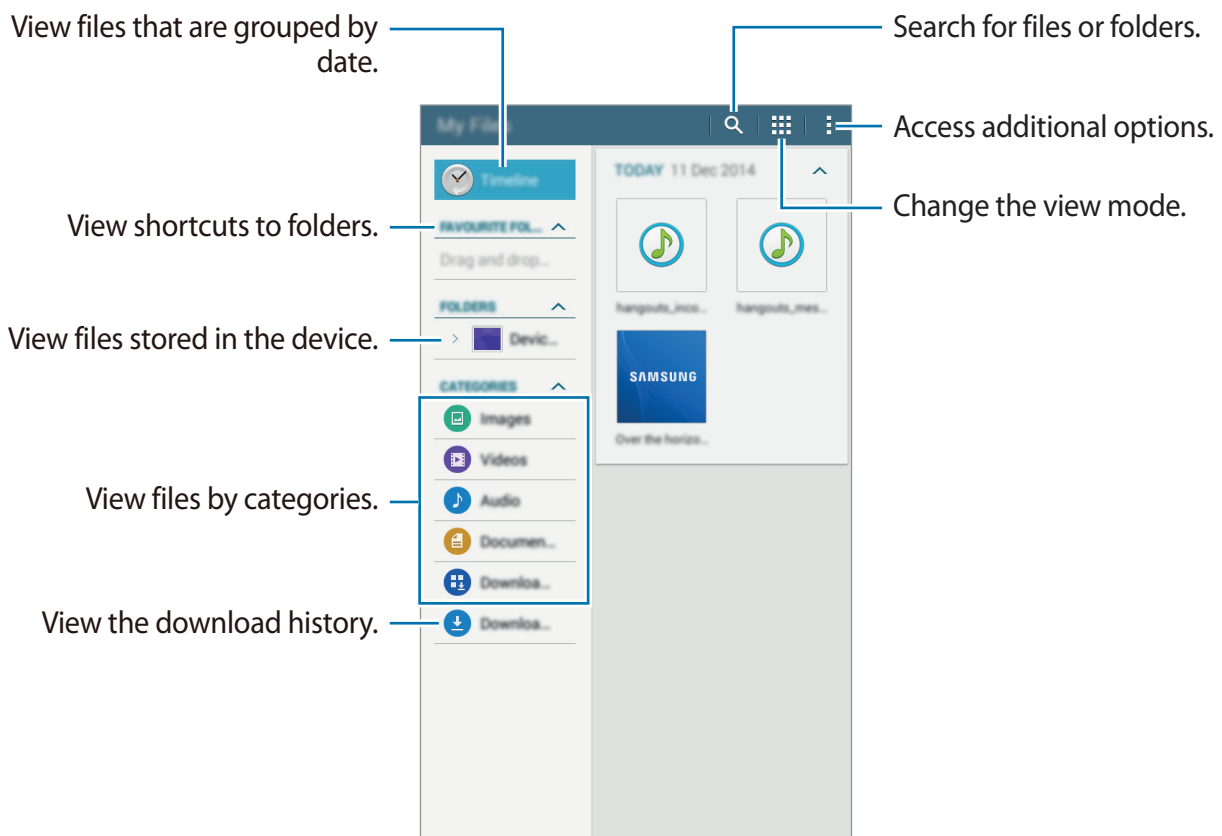 View files that are grouped by
date.
Search for files or folders.
My Files
Access additional options.
Timeline
TODAY 11 Dec 2014
Change the view mode.
View shortcuts to folders.
FAVOURITE FOL...
Drag and drop...
FOLDERS
hangouts_inco...
hangouts_mes...
View files stored in the device.
Devic...
SAMSUNG
CATEGORIES
Images
Over the horizo...
Videos
View files by categories.
Audio
Documen...
Downloa...
View the download history.
Downloa...